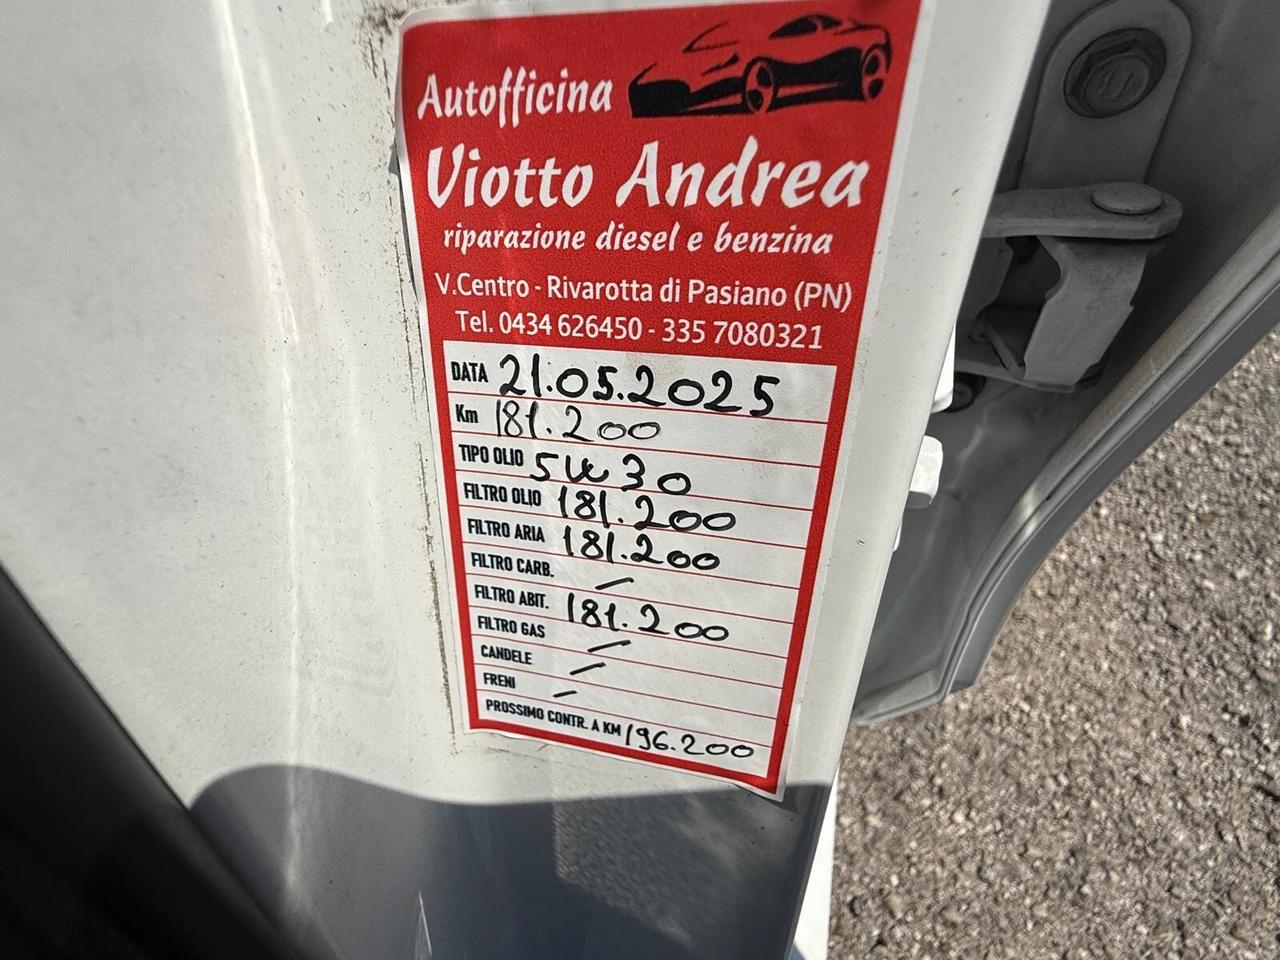 Autofficina
Viotto Andrea
riparazione diesel e benzina
V.Centro - Rivarotta di Pasiano (PN)
Tel. 0434 626450 - 335 7080321
DATA 21.05.2025
Km 181.200
TIPO OLIO 5W30
FILTRO OLIO 181.200
FILTRO ARIA 181.200
FILTRO CARB. /
FILTRO ABIT. 181.200
FILTRO GAS /
CANDELE /
FRENI /
PROSSIMO CONTR. A KM 196.200